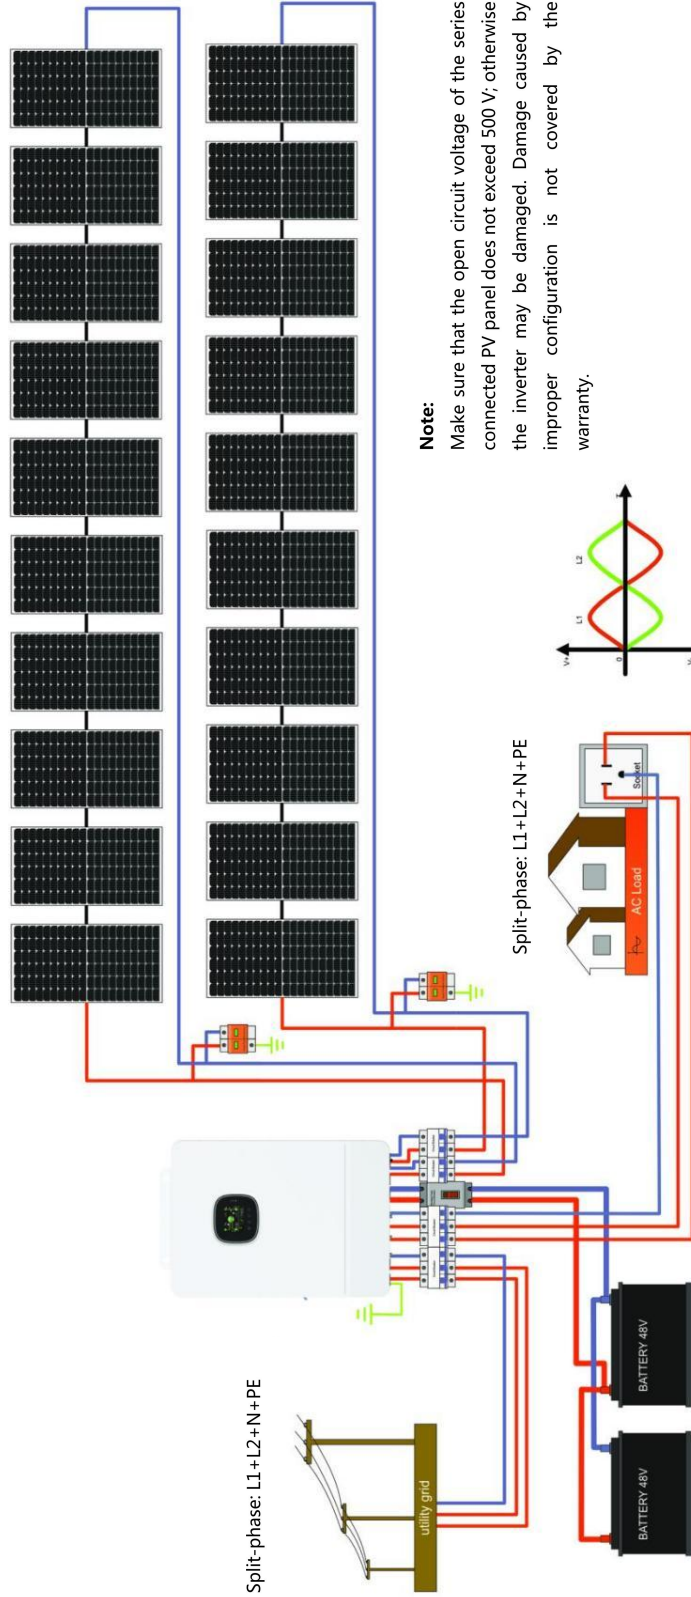 Note:
Make sure that the open circuit voltage of the series
connected PV panel does not exceed 500 V; otherwise
the inverter may be damaged. Damage caused by
improper configuration is not covered by the
warranty.
Split-phase: L1+L2+N+PE
utility grid
Split-phase: L1+L2+N+PE
AC Load
Socket
V+
0
L1
L2
BATTERY 48V
BATTERY 48V